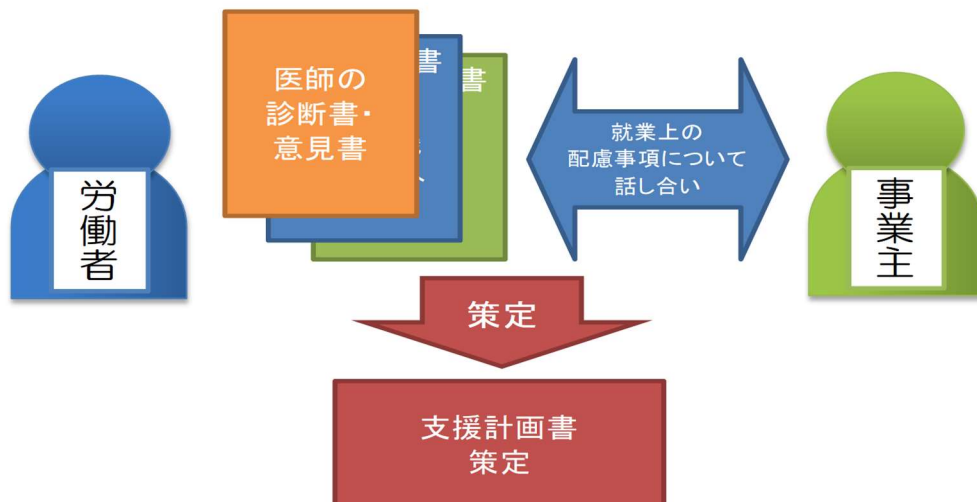 医師の
診断書・
意見書
書
書
就業上の
配慮事項について
話し合い
労働者
事業主
策定
支援計画書
策定